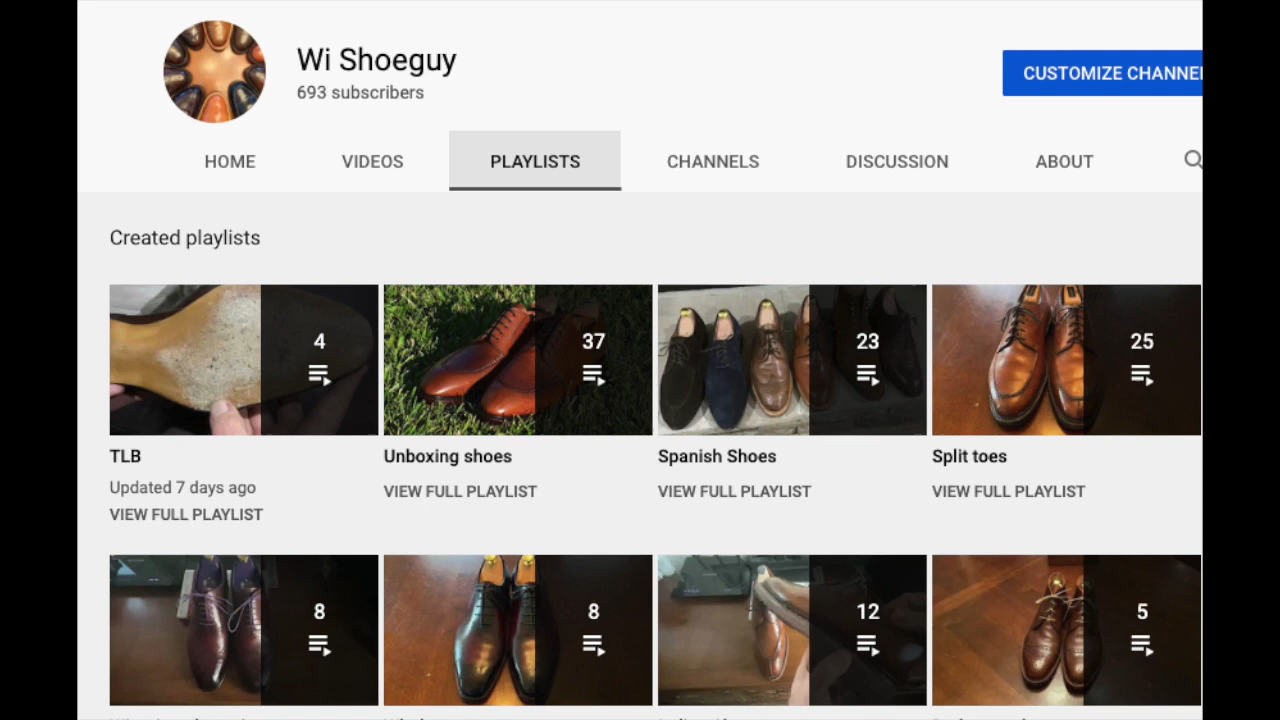 Wi Shoeguy
693 subscribers
CUSTOMIZE CHANNEL
HOME VIDEOS PLAYLISTS CHANNELS DISCUSSION ABOUT
Created playlists
4 37 23 25
TLB Unboxing shoes Spanish Shoes Split toes
Updated 7 days ago
VIEW FULL PLAYLIST VIEW FULL PLAYLIST VIEW FULL PLAYLIST
VIEW FULL PLAYLIST
8 8 12 5